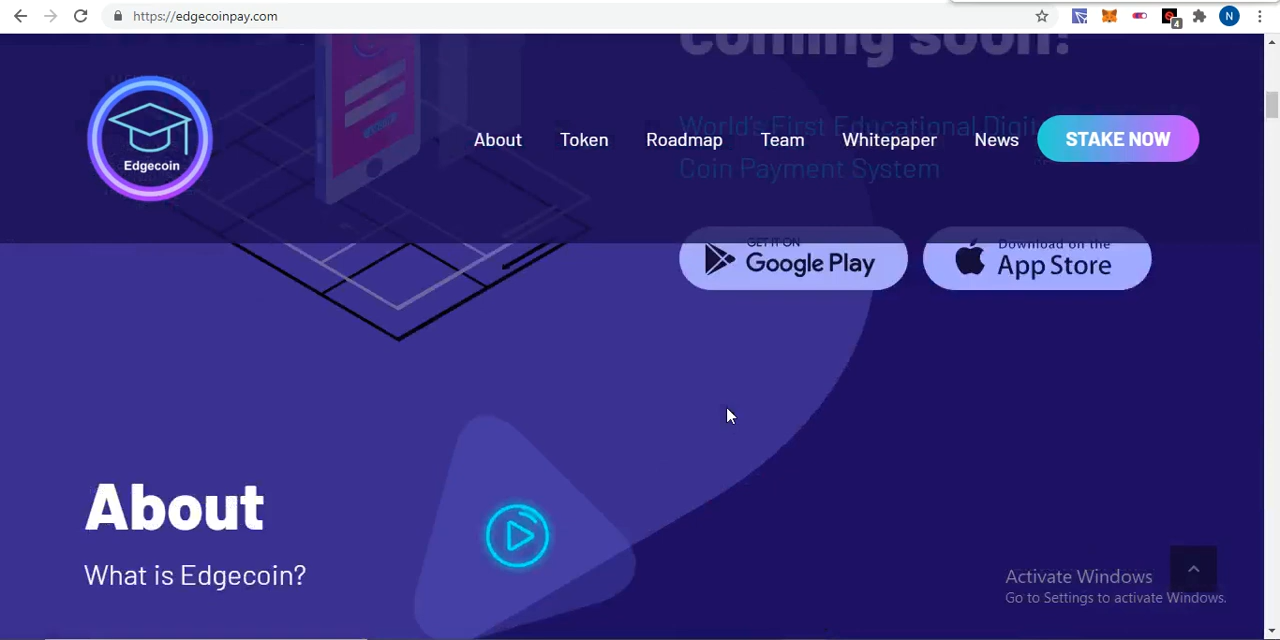 https://edgecoinpay.com
4
N
coming soon!
World's First Educational Digit
Coin Payment System
Edgecoin
About Token Roadmap Team Whitepaper News STAKE NOW
GET IT ON
Google Play
Download on the
App Store
About
What is Edgecoin?
Activate Windows
Go to Settings to activate Windows.